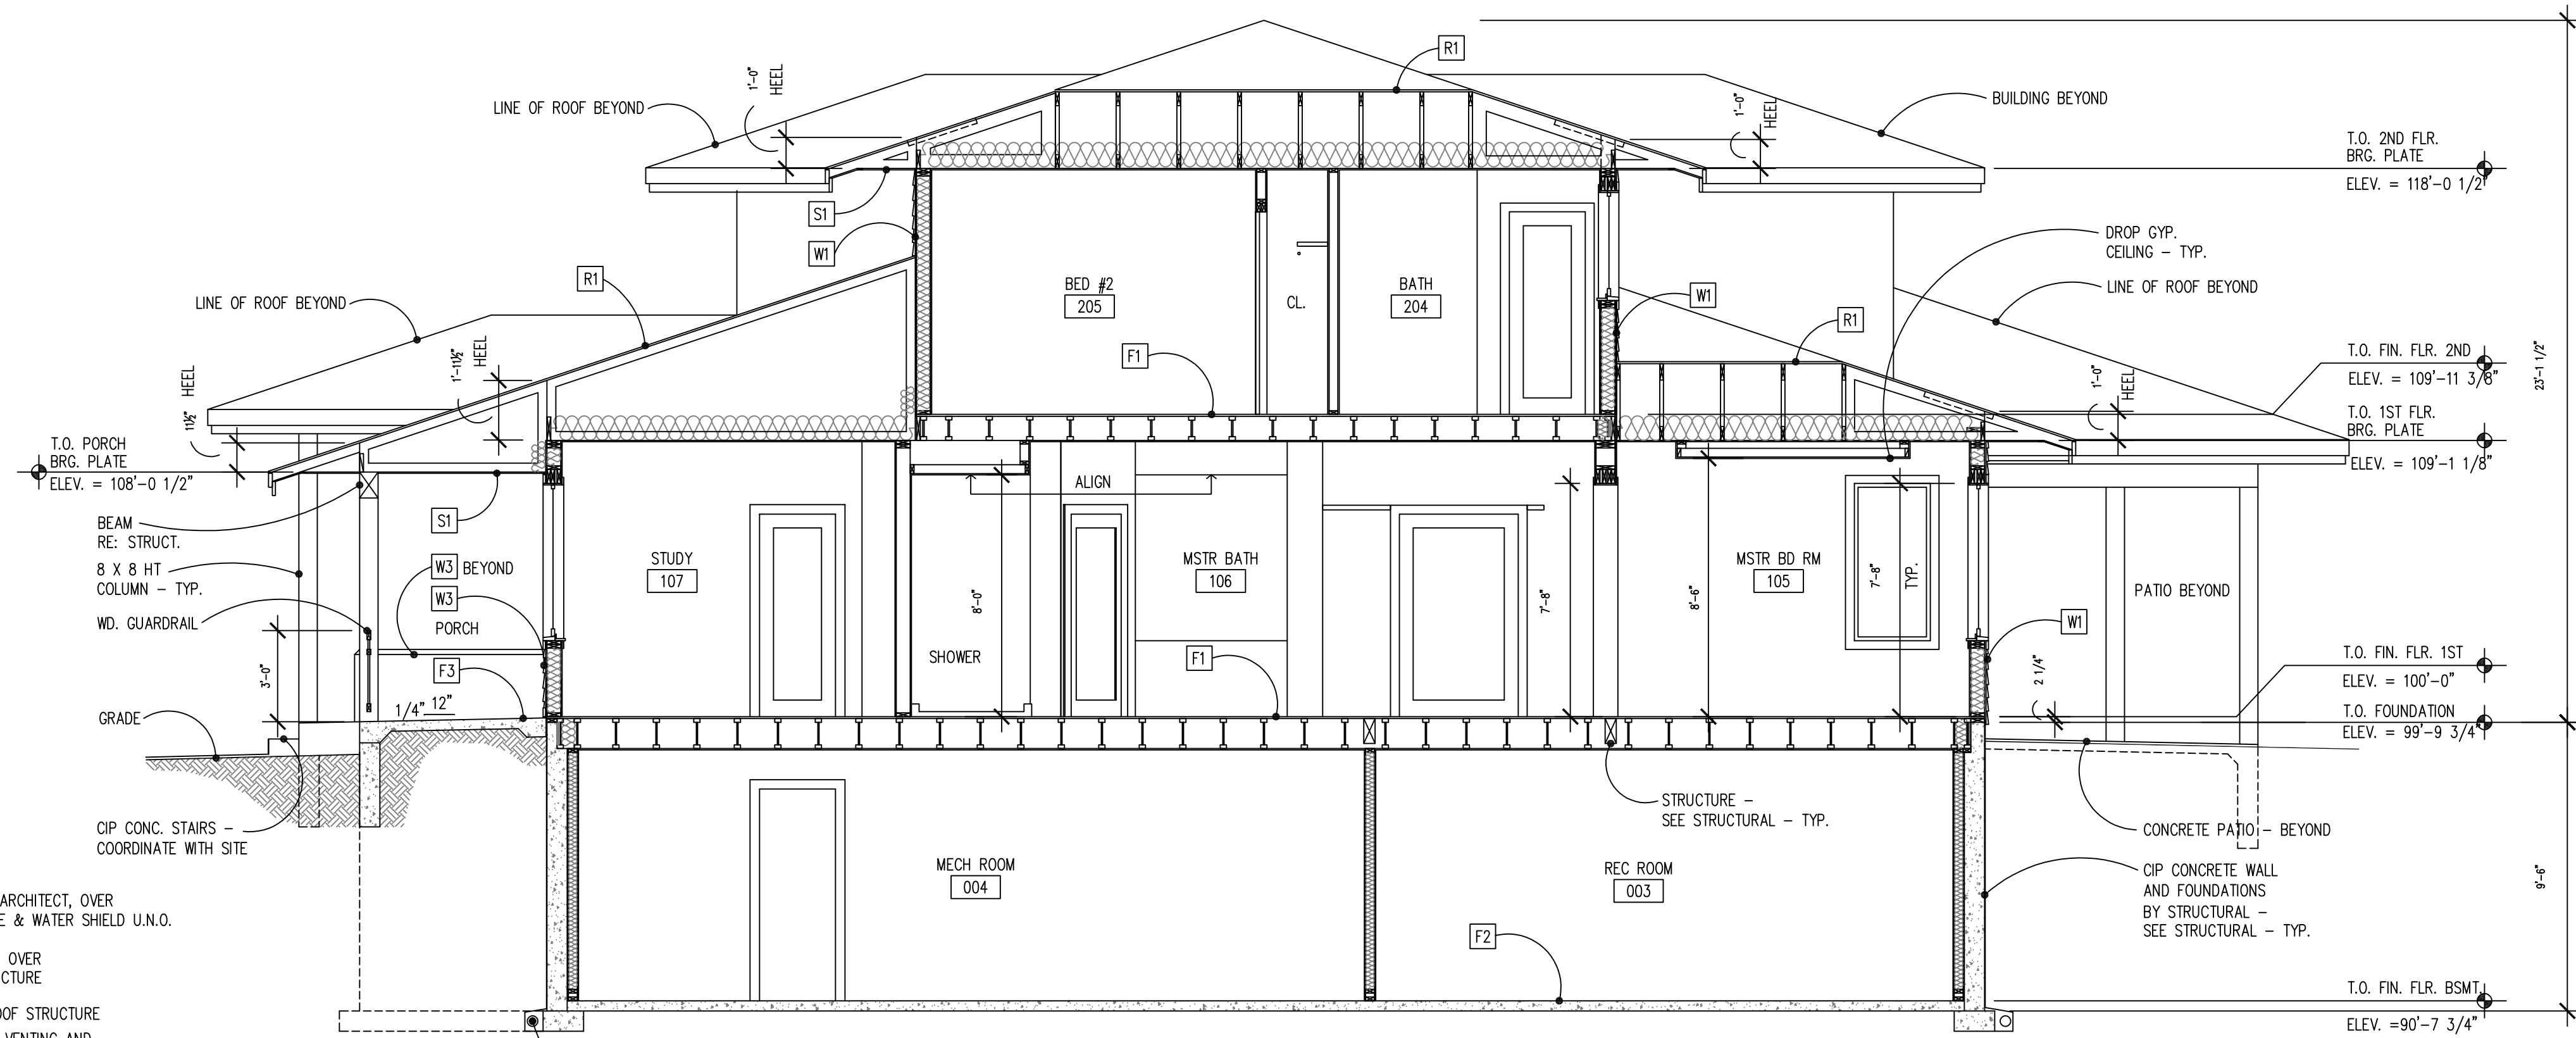 R1
1'-0"
HEEL
LINE OF ROOF BEYOND
1'-0"
HEEL
BUILDING BEYOND
T.O. 2ND FLR.
BRG. PLATE
ELEV. = 118'-0 1/2"
S1
W1
DROP GYP.
CEILING - TYP.
R1
LINE OF ROOF BEYOND
BED #2
205
CL.
BATH
204
W1
LINE OF ROOF BEYOND
R1
F1
T.O. FIN. FLR. 2ND
ELEV. = 109'-11 3/8"
23'-1 1/2"
1'-11½"
HEEL
11½"
HEEL
1'-0"
HEEL
T.O. 1ST FLR.
BRG. PLATE
ELEV. = 109'-1 1/8"
T.O. PORCH
BRG. PLATE
ELEV. = 108'-0 1/2"
ALIGN
BEAM
RE: STRUCT.
S1
8 X 8 HT
COLUMN - TYP.
W3 BEYOND
W3
PORCH
WD. GUARDRAIL
STUDY
107
8'-0"
MSTR BATH
106
7'-8"
8'-6"
MSTR BD RM
105
7'-8"
TYP.
PATIO BEYOND
W1
SHOWER
F1
F3
3'-0"
1/4" 12"
GRADE
2 1/4"
T.O. FIN. FLR. 1ST
ELEV. = 100'-0"
T.O. FOUNDATION
ELEV. = 99'-9 3/4"
CIP CONC. STAIRS -
COORDINATE WITH SITE
STRUCTURE -
SEE STRUCTURAL - TYP.
CONCRETE PATIO - BEYOND
MECH ROOM
004
REC ROOM
003
CIP CONCRETE WALL
AND FOUNDATIONS
BY STRUCTURAL -
SEE STRUCTURAL - TYP.
9'-6"
F2
ARCHITECT, OVER
E & WATER SHIELD U.N.O.
OVER
CTURE
OOF STRUCTURE
VENTING AND
T.O. FIN. FLR. BSMT.
ELEV. =90'-7 3/4"